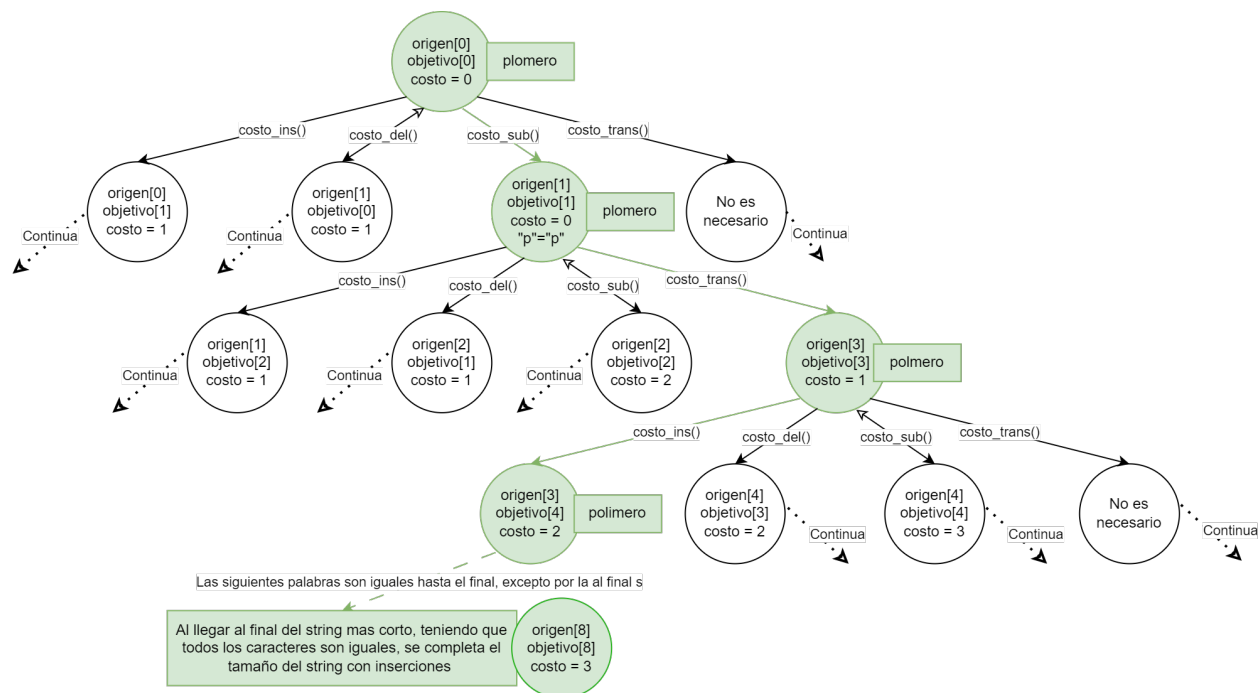 origen[0]
objetivo[0]
costo = 0
plomero
costo_ins()
costo_del()
costo_sub()
costo_trans()
origen[0]
objetivo[1]
costo = 1
Continua
origen[1]
objetivo[0]
costo = 1
Continua
origen[1]
objetivo[1]
costo = 0
"p"="p"
plomero
No es
necesario
Continua
costo_ins()
costo_del()
costo_sub()
costo_trans()
origen[1]
objetivo[2]
costo = 1
Continua
origen[2]
objetivo[1]
costo = 1
Continua
origen[2]
objetivo[2]
costo = 2
Continua
origen[3]
objetivo[3]
costo = 1
polmero
costo_ins()
costo_del()
costo_sub()
costo_trans()
origen[3]
objetivo[4]
costo = 2
polimero
origen[4]
objetivo[3]
costo = 2
Continua
origen[4]
objetivo[4]
costo = 3
Continua
No es
necesario
Continua
Las siguientes palabras son iguales hasta el final, excepto por la al final s
Al llegar al final del string mas corto, teniendo que
todos los caracteres son iguales, se completa el
tamaño del string con inserciones
origen[8]
objetivo[8]
costo = 3